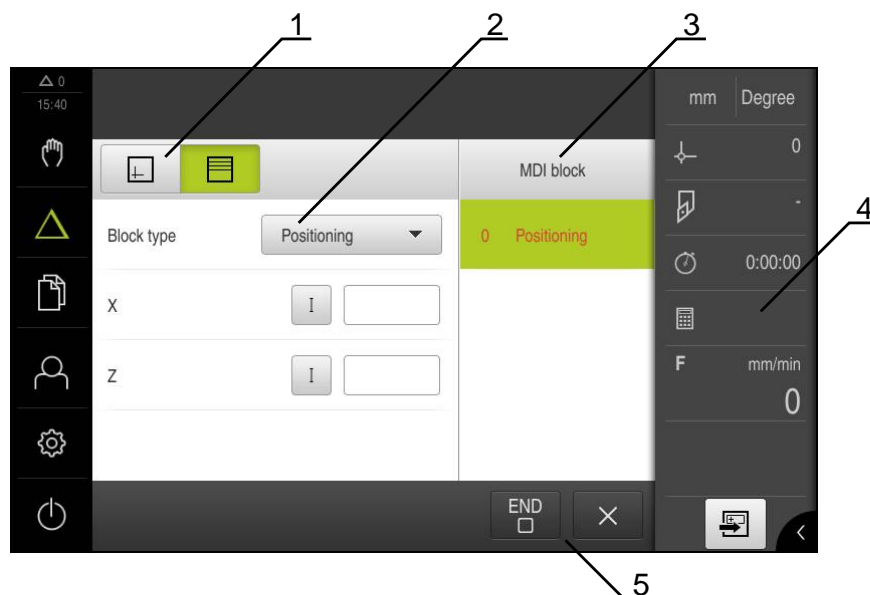 1 2 3
0
15:40
mm Degree
0
MDI block
-
4
Block type Positioning
0 Positioning
0:00:00
X I
F mm/min
0
Z I
END
5